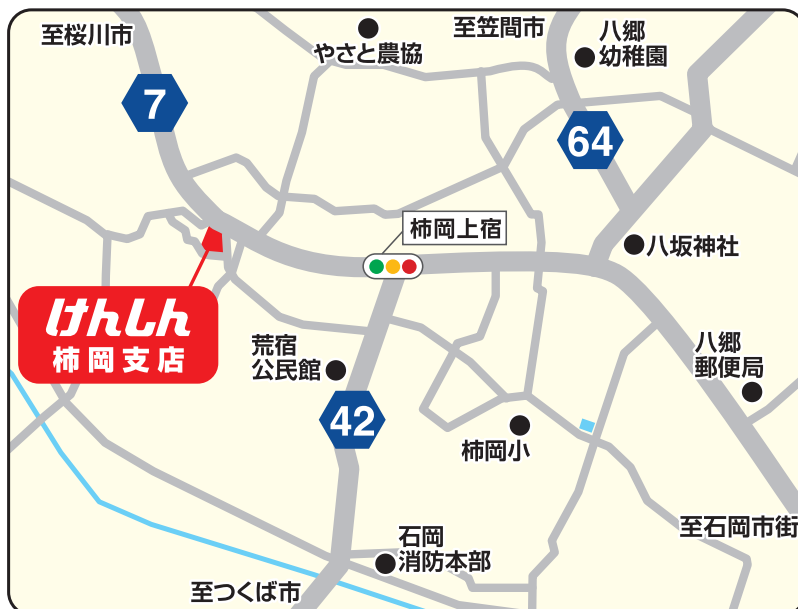 至桜川市
やさと農協
至笠間市
八郷
幼稚園
7
64
柿岡上宿
八坂神社
けんしん
柿岡支店
荒宿
公民館
八郷
郵便局
42
柿岡小
至石岡市街
石岡
消防本部
至つくば市